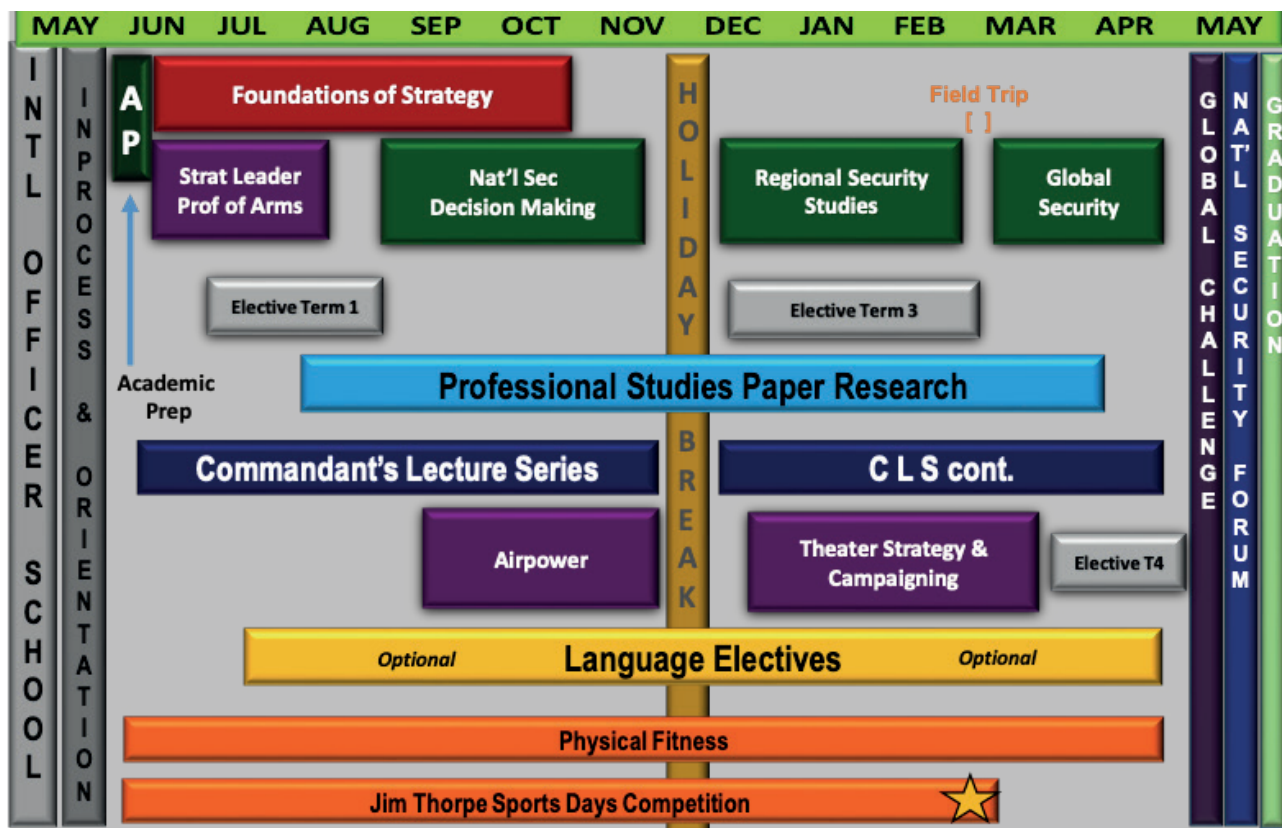 MAY JUN JUL AUG SEP OCT NOV DEC JAN FEB MAR APR MAY
INTL OFFICER SCHOOL
INPROCESS & ORIENTATION
AP
Foundations of Strategy
Strat Leader
Prof of Arms
Nat'l Sec
Decision Making
HOLIDAY BREAK
Field Trip
[ ]
Regional Security
Studies
Global
Security
GLOBAL CHALLENGE
NAT'L SECURITY FORUM
GRADUATION
Elective Term 1
Elective Term 3
Academic
Prep
Professional Studies Paper Research
Commandant's Lecture Series
C L S cont.
Airpower
Theater Strategy &
Campaigning
Elective T4
Optional Language Electives Optional
Physical Fitness
Jim Thorpe Sports Days Competition